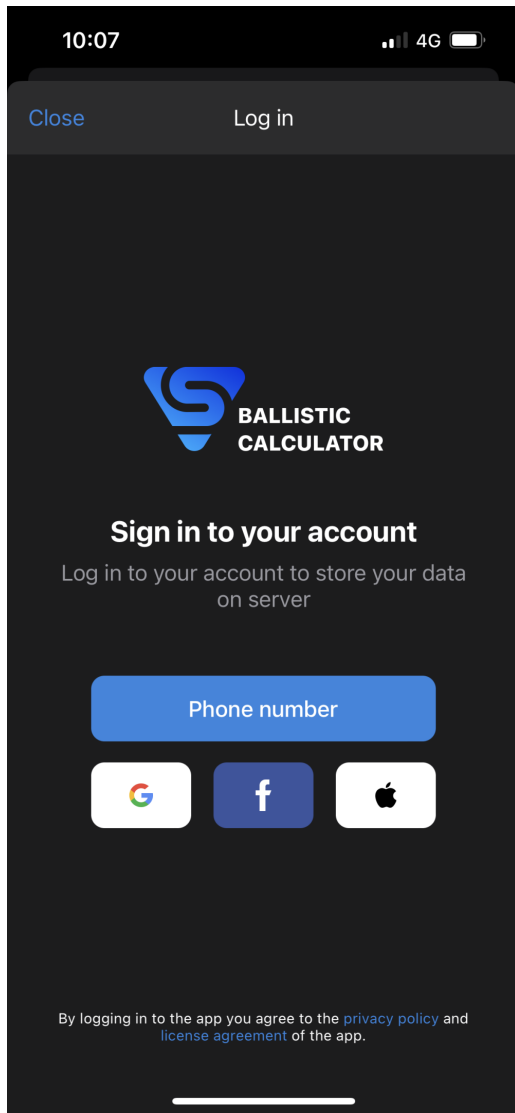 10:07
4G
Close
Log in
BALLISTIC
CALCULATOR
Sign in to your account
Log in to your account to store your data
on server
Phone number
By logging in to the app you agree to the privacy policy and
license agreement of the app.